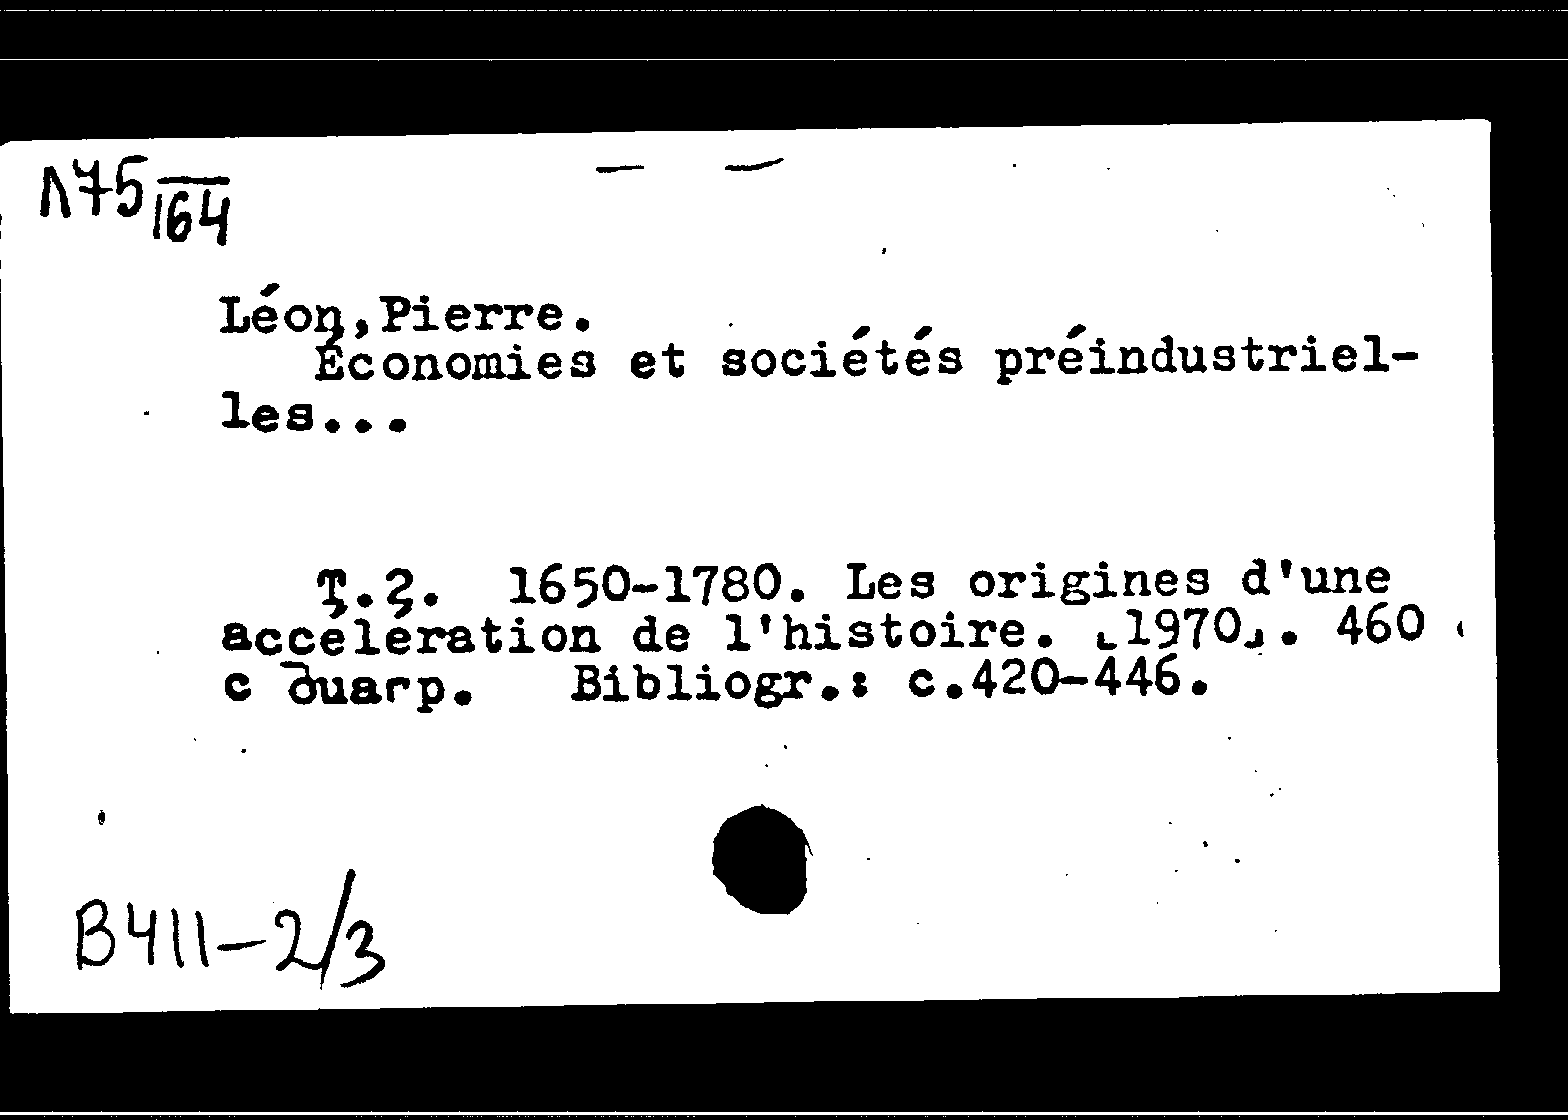 Л75/164
Léon,Pierre.
Économies et sociétés préindustriel-
les...
T.2. 1650-1780. Les origines d'une
accélération de l'histoire. [1970]. 460 с
с диагр. Bibliogr.: с.420-446.
В411-2/3